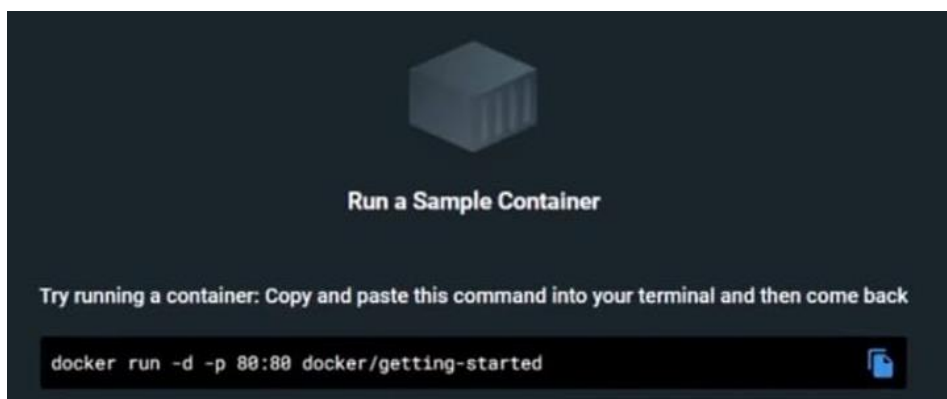 Run a Sample Container
Try running a container: Copy and paste this command into your terminal and then come back
docker run -d -p 80:80 docker/getting-started